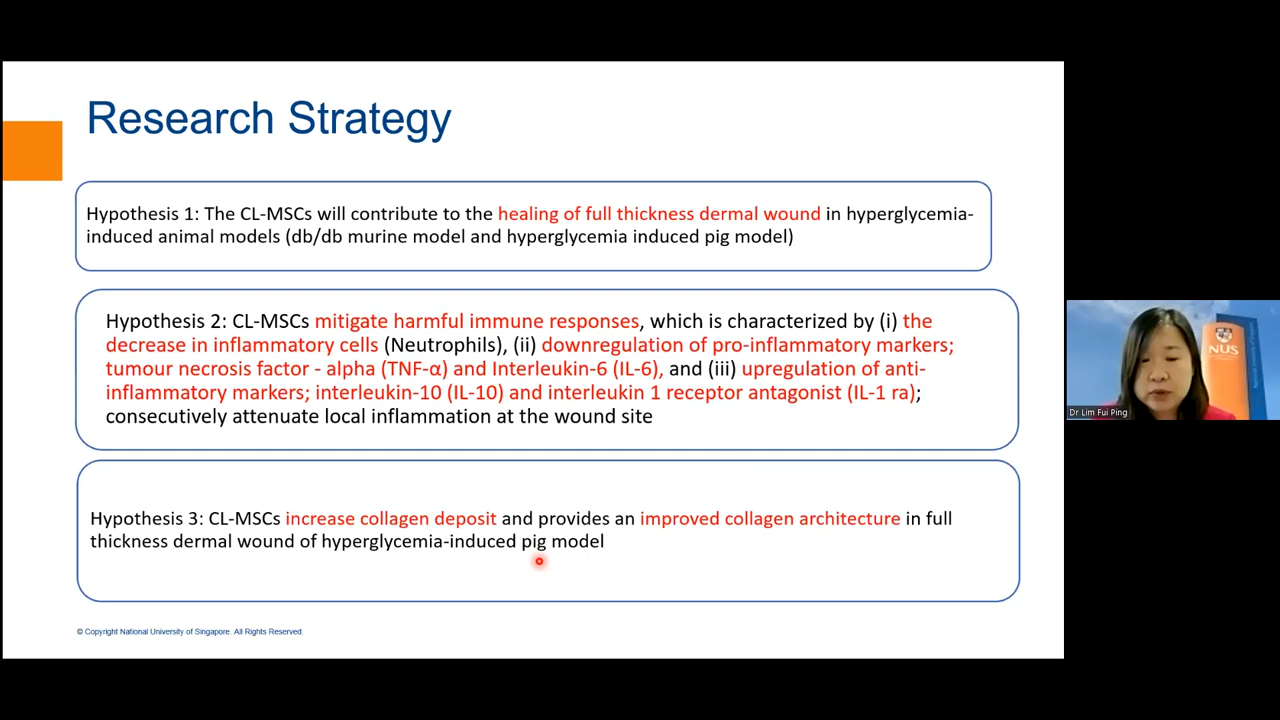 Research Strategy
Hypothesis 1: The CL-MSCs will contribute to the healing of full thickness dermal wound in hyperglycemia-
induced animal models (db/db murine model and hyperglycemia induced pig model)
Hypothesis 2: CL-MSCs mitigate harmful immune responses, which is characterized by (i) the
decrease in inflammatory cells (Neutrophils), (ii) downregulation of pro-inflammatory markers;
tumour necrosis factor - alpha (TNF-α) and Interleukin-6 (IL-6), and (iii) upregulation of anti-
inflammatory markers; interleukin-10 (IL-10) and interleukin 1 receptor antagonist (IL-1 ra);
consecutively attenuate local inflammation at the wound site
Hypothesis 3: CL-MSCs increase collagen deposit and provides an improved collagen architecture in full
thickness dermal wound of hyperglycemia-induced pig model
© Copyright National University of Singapore. All Rights Reserved.
NUS
Dr Lim Fui Ping